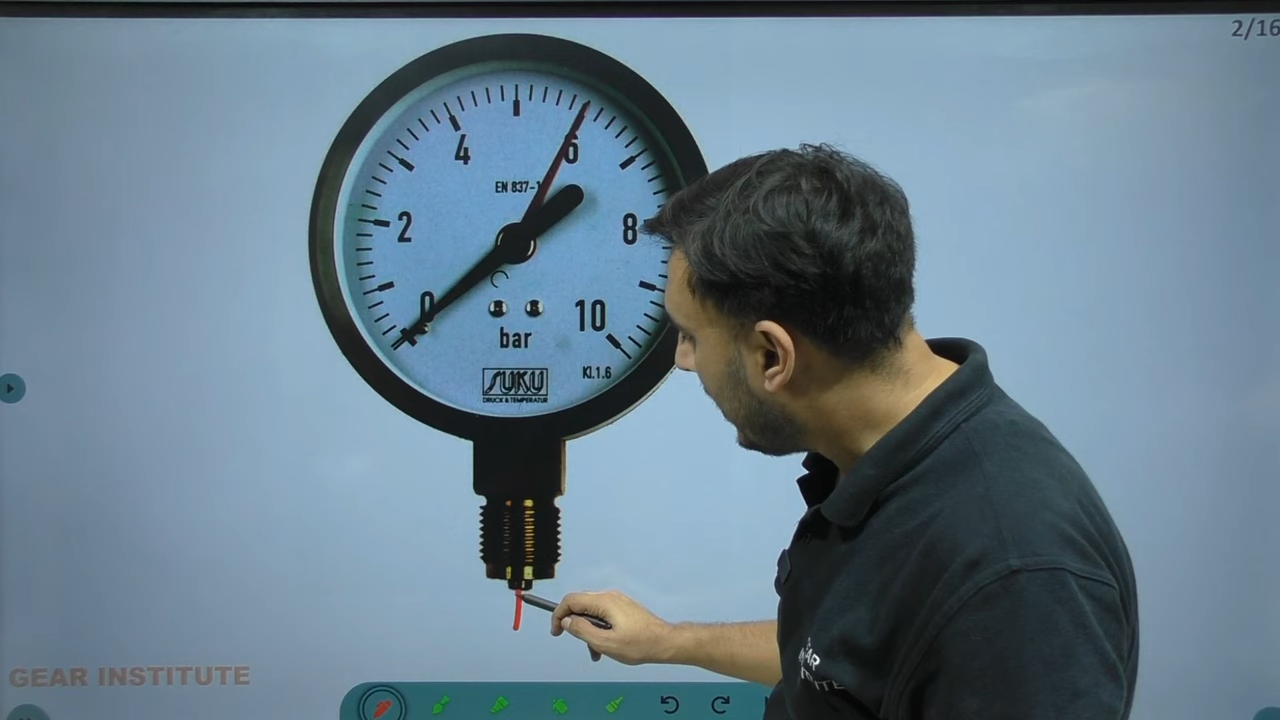 2/16
4
6
EN 837-1
2
8
0
10
bar
SUKU
DRUCK & TEMPERATUR
Kl.1.6
GEAR INSTITUTE